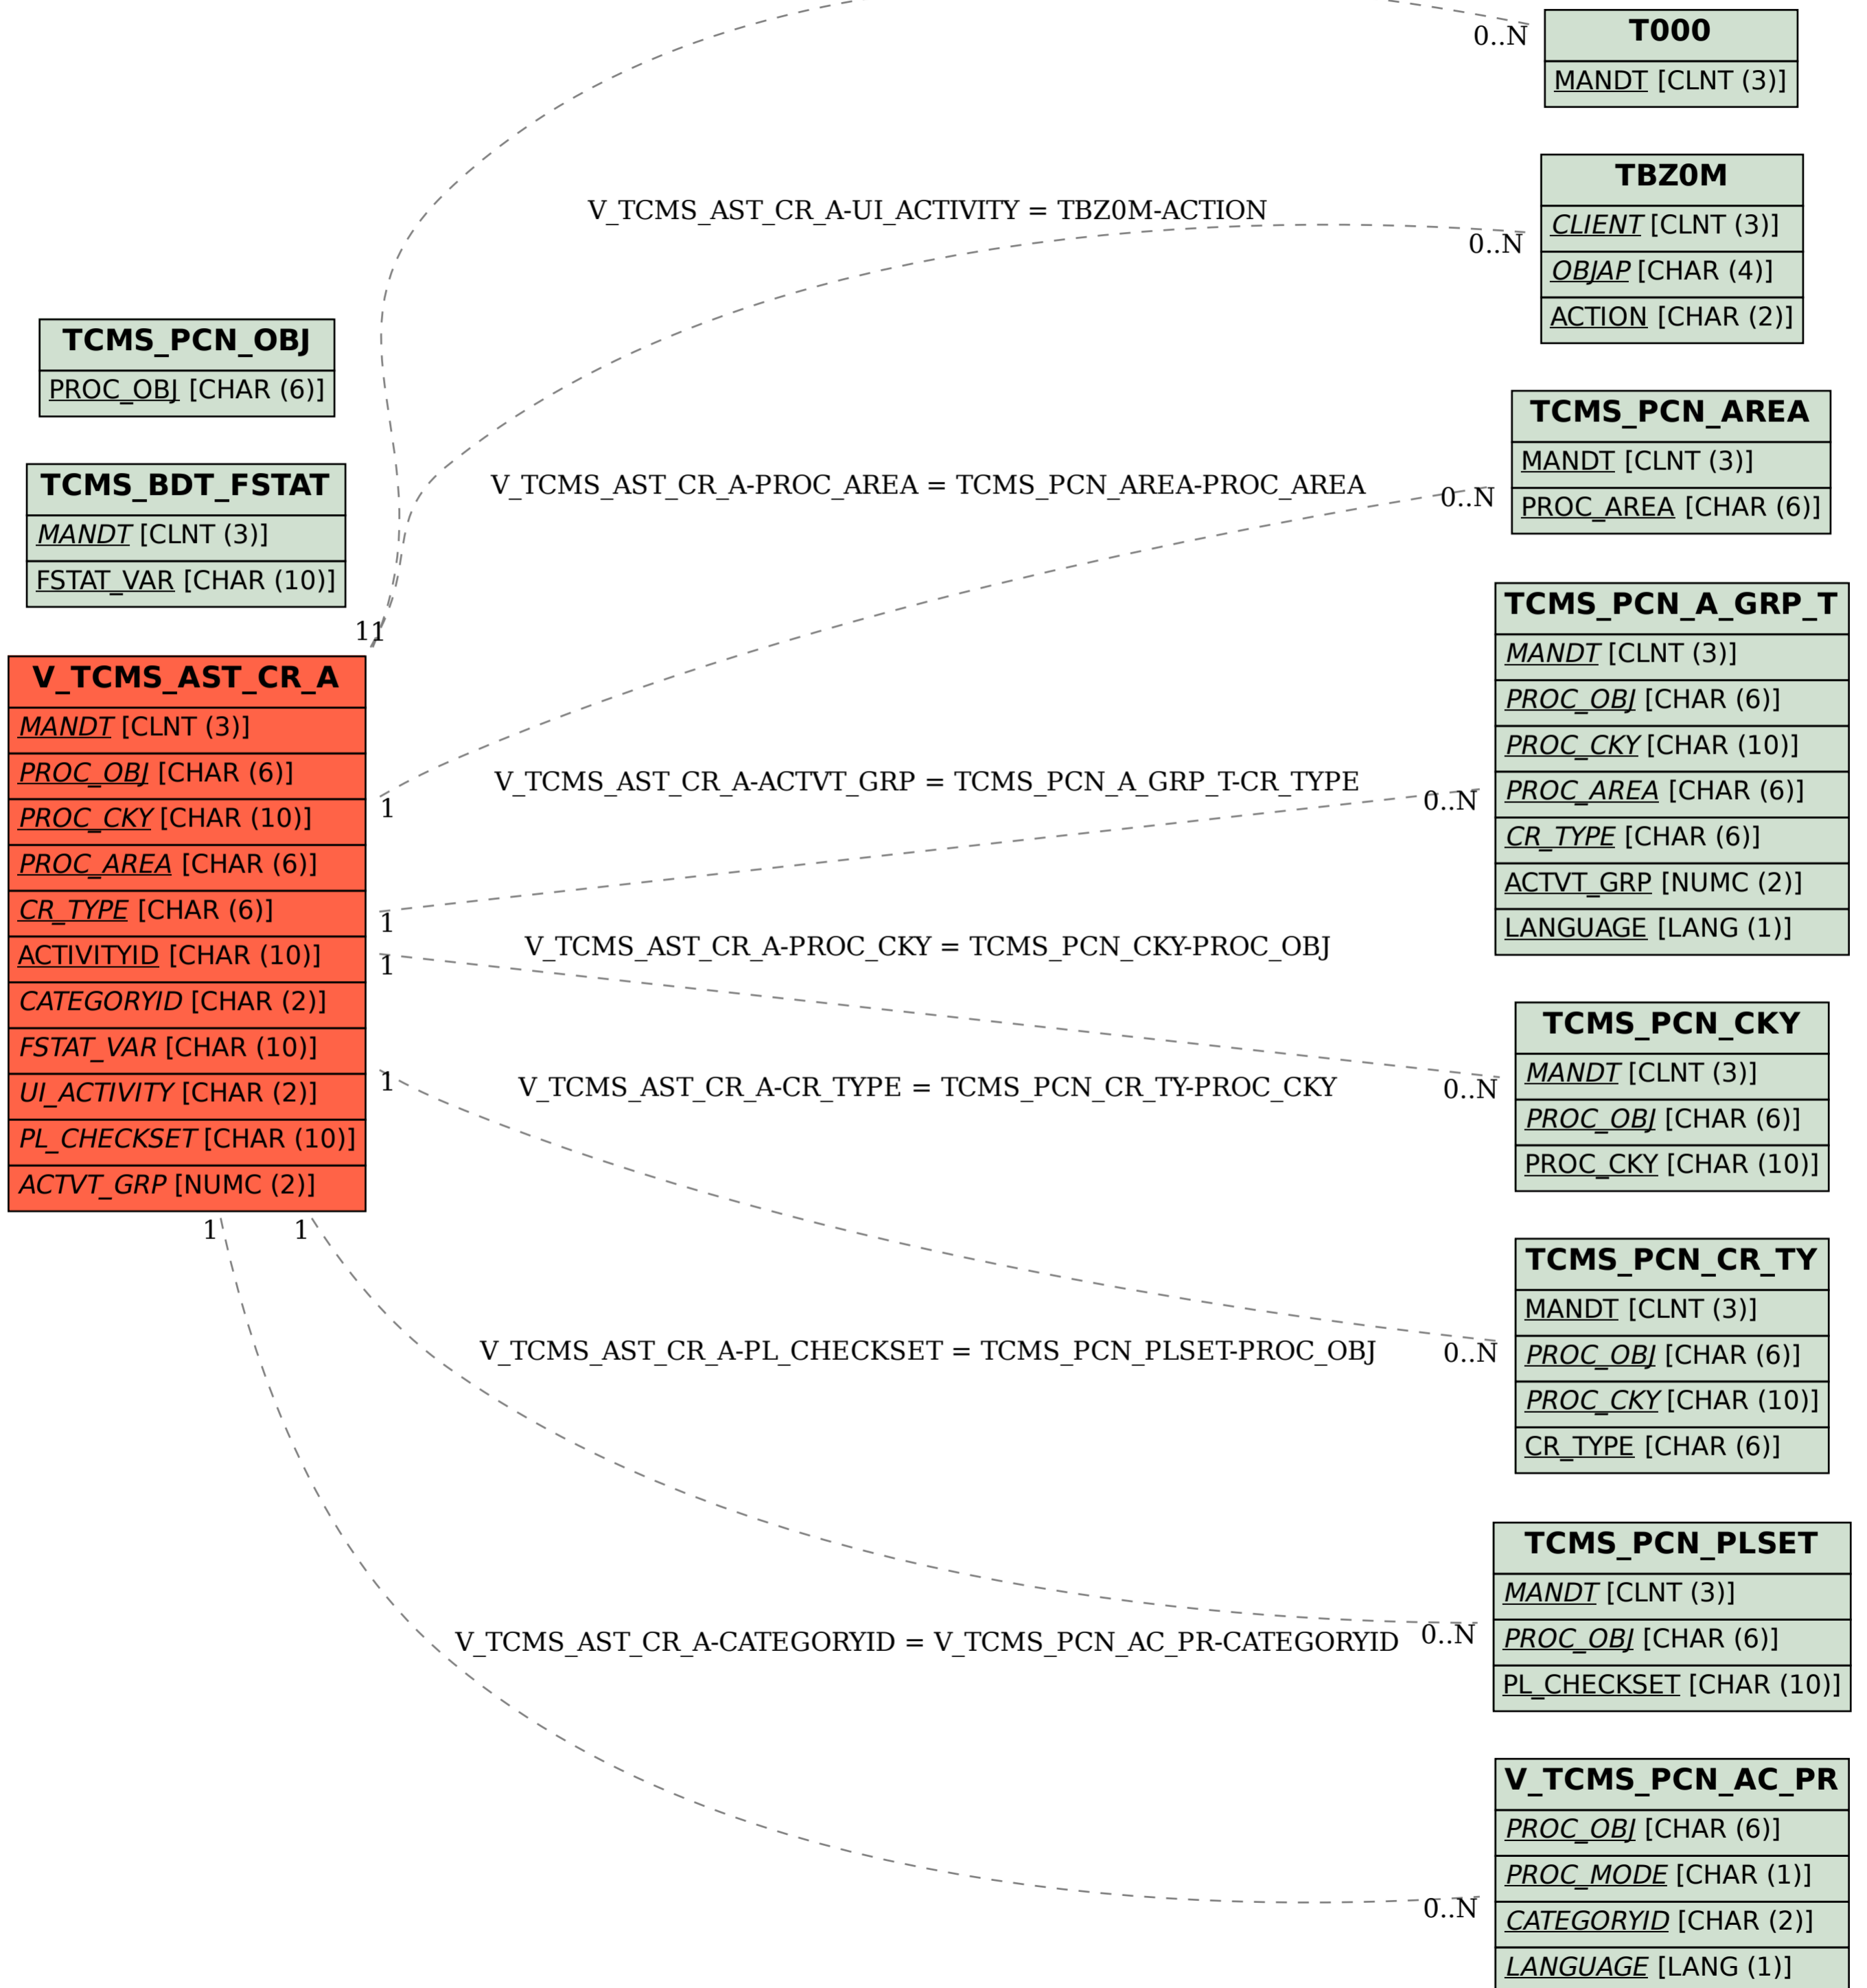 0..N
T000
MANDT [CLNT (3)]
V_TCMS_AST_CR_A-UI_ACTIVITY = TBZ0M-ACTION
0..N
TBZ0M
CLIENT [CLNT (3)]
OBJAP [CHAR (4)]
ACTION [CHAR (2)]
TCMS_PCN_OBJ
PROC_OBJ [CHAR (6)]
TCMS_BDT_FSTAT
MANDT [CLNT (3)]
FSTAT_VAR [CHAR (10)]
V_TCMS_AST_CR_A-PROC_AREA = TCMS_PCN_AREA-PROC_AREA
0..N
TCMS_PCN_AREA
MANDT [CLNT (3)]
PROC_AREA [CHAR (6)]
11
V_TCMS_AST_CR_A
MANDT [CLNT (3)]
PROC_OBJ [CHAR (6)]
PROC_CKY [CHAR (10)]
PROC_AREA [CHAR (6)]
CR_TYPE [CHAR (6)]
ACTIVITYID [CHAR (10)]
CATEGORYID [CHAR (2)]
FSTAT_VAR [CHAR (10)]
UI_ACTIVITY [CHAR (2)]
PL_CHECKSET [CHAR (10)]
ACTVT_GRP [NUMC (2)]
1
V_TCMS_AST_CR_A-ACTVT_GRP = TCMS_PCN_A_GRP_T-CR_TYPE
0..N
1
TCMS_PCN_A_GRP_T
MANDT [CLNT (3)]
PROC_OBJ [CHAR (6)]
PROC_CKY [CHAR (10)]
PROC_AREA [CHAR (6)]
CR_TYPE [CHAR (6)]
ACTVT_GRP [NUMC (2)]
LANGUAGE [LANG (1)]
V_TCMS_AST_CR_A-PROC_CKY = TCMS_PCN_CKY-PROC_OBJ
1
0..N
TCMS_PCN_CKY
MANDT [CLNT (3)]
PROC_OBJ [CHAR (6)]
PROC_CKY [CHAR (10)]
1
V_TCMS_AST_CR_A-CR_TYPE = TCMS_PCN_CR_TY-PROC_CKY
0..N
TCMS_PCN_CR_TY
MANDT [CLNT (3)]
PROC_OBJ [CHAR (6)]
PROC_CKY [CHAR (10)]
CR_TYPE [CHAR (6)]
1
1
V_TCMS_AST_CR_A-PL_CHECKSET = TCMS_PCN_PLSET-PROC_OBJ
0..N
TCMS_PCN_PLSET
MANDT [CLNT (3)]
PROC_OBJ [CHAR (6)]
PL_CHECKSET [CHAR (10)]
V_TCMS_AST_CR_A-CATEGORYID = V_TCMS_PCN_AC_PR-CATEGORYID
0..N
V_TCMS_PCN_AC_PR
PROC_OBJ [CHAR (6)]
PROC_MODE [CHAR (1)]
CATEGORYID [CHAR (2)]
LANGUAGE [LANG (1)]